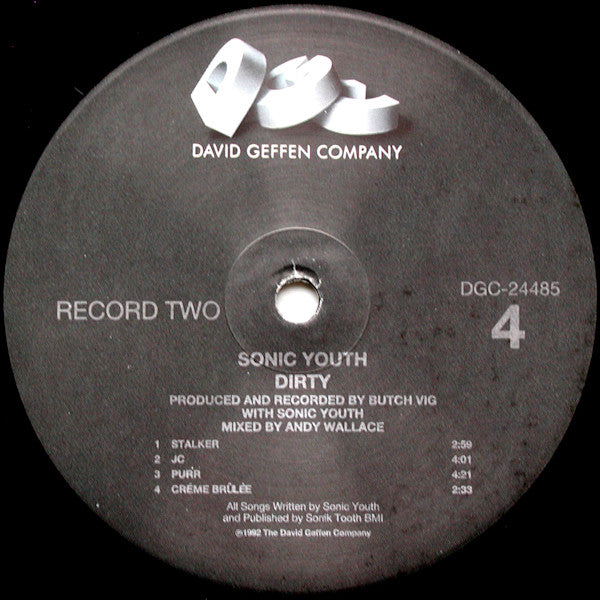 DGC
DAVID GEFFEN COMPANY
RECORD TWO
DGC-24485
4
SONIC YOUTH
DIRTY
PRODUCED AND RECORDED BY BUTCH VIG
WITH SONIC YOUTH
MIXED BY ANDY WALLACE
1 STALKER 2:59
2 JC 4:01
3 PURR 4:21
4 CRÉME BRÛLÉE 2:33
All Songs Written by Sonic Youth
and Published by Sonik Tooth BMI
℗1992 The David Geffen Company